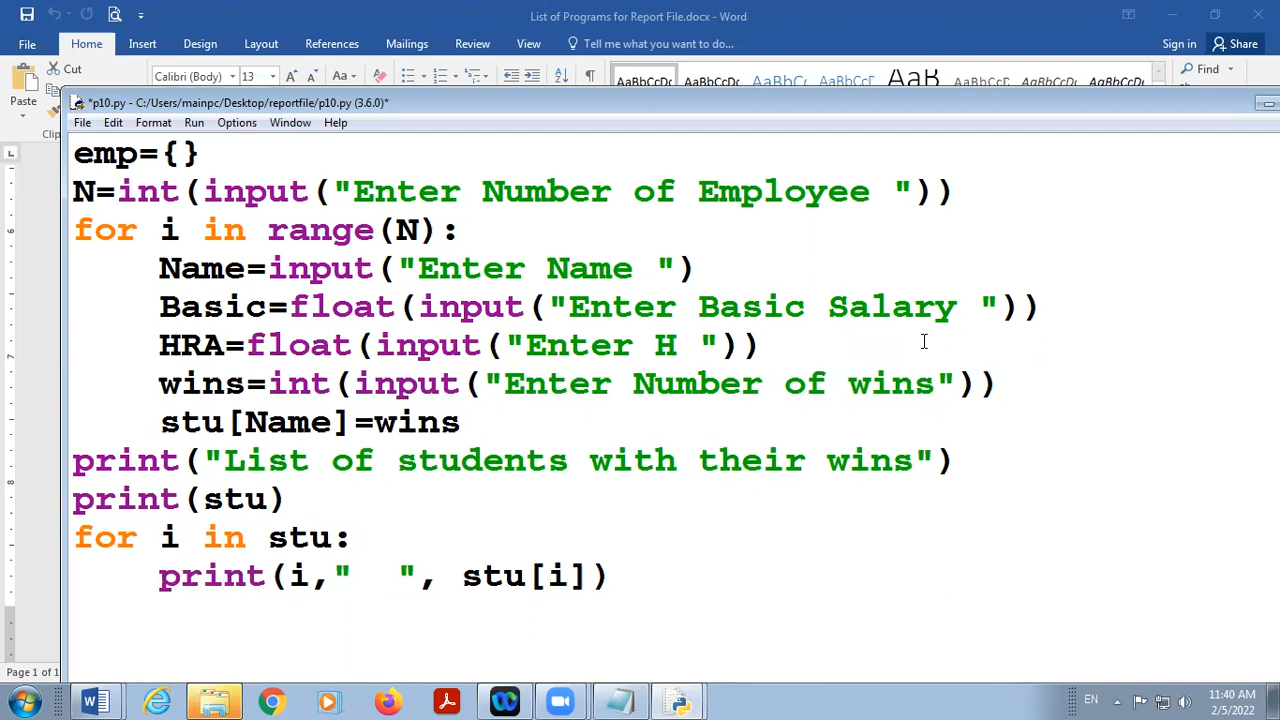 List of Programs for Report File.docx - Word
File Home Insert Design Layout References Mailings Review View Tell me what you want to do... Sign in Share
Cut Calibri (Body) 13 Aa AaBbCcDc AaBbCcDc AaBbCc AaBbCcE AaB AaBbCcD AaBbCcDc AaBbCcDc Find
Paste
*p10.py - C:/Users/mainpc/Desktop/reportfile/p10.py (3.6.0)*
File Edit Format Run Options Window Help
emp={}
N=int(input("Enter Number of Employee "))
for i in range(N):
    Name=input("Enter Name ")
    Basic=float(input("Enter Basic Salary "))
    HRA=float(input("Enter H "))
    wins=int(input("Enter Number of wins"))
    stu[Name]=wins
print("List of students with their wins")
print(stu)
for i in stu:
    print(i,"  ", stu[i])
Page 1 of 1
EN 11:40 AM
2/5/2022